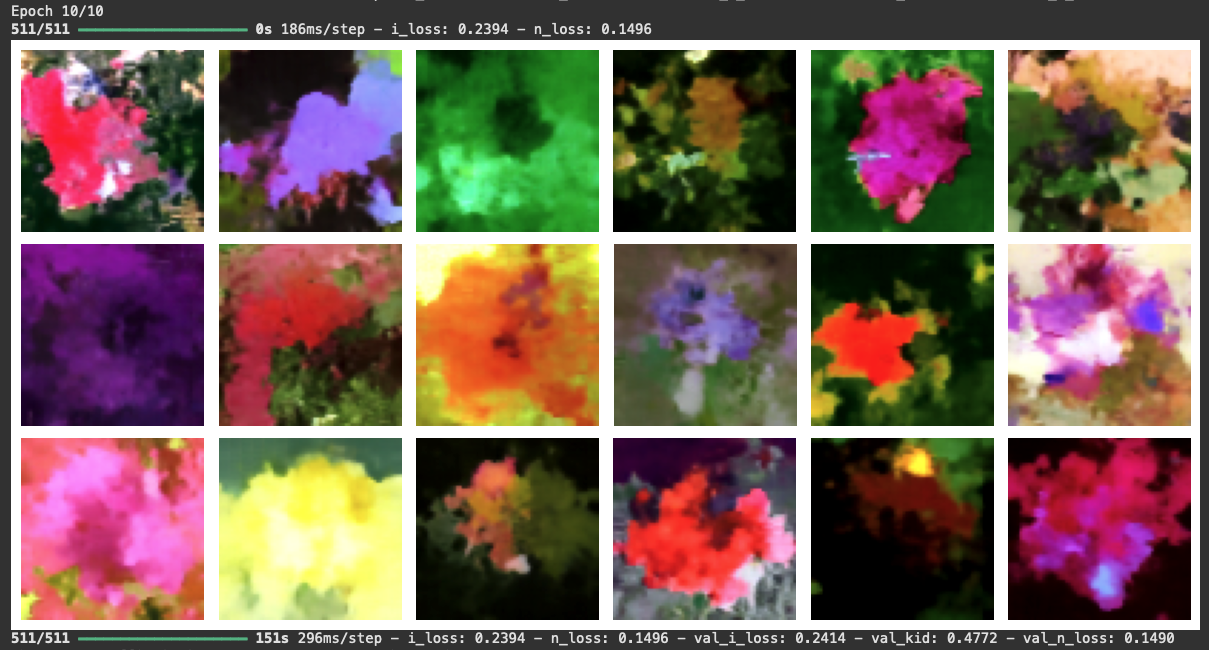 Epoch 10/10
511/511 ━━━━━━━━━━━━━━━━━━━━ 0s 186ms/step - i_loss: 0.2394 - n_loss: 0.1496
511/511 ━━━━━━━━━━━━━━━━━━━━ 151s 296ms/step - i_loss: 0.2394 - n_loss: 0.1496 - val_i_loss: 0.2414 - val_kid: 0.4772 - val_n_loss: 0.1490